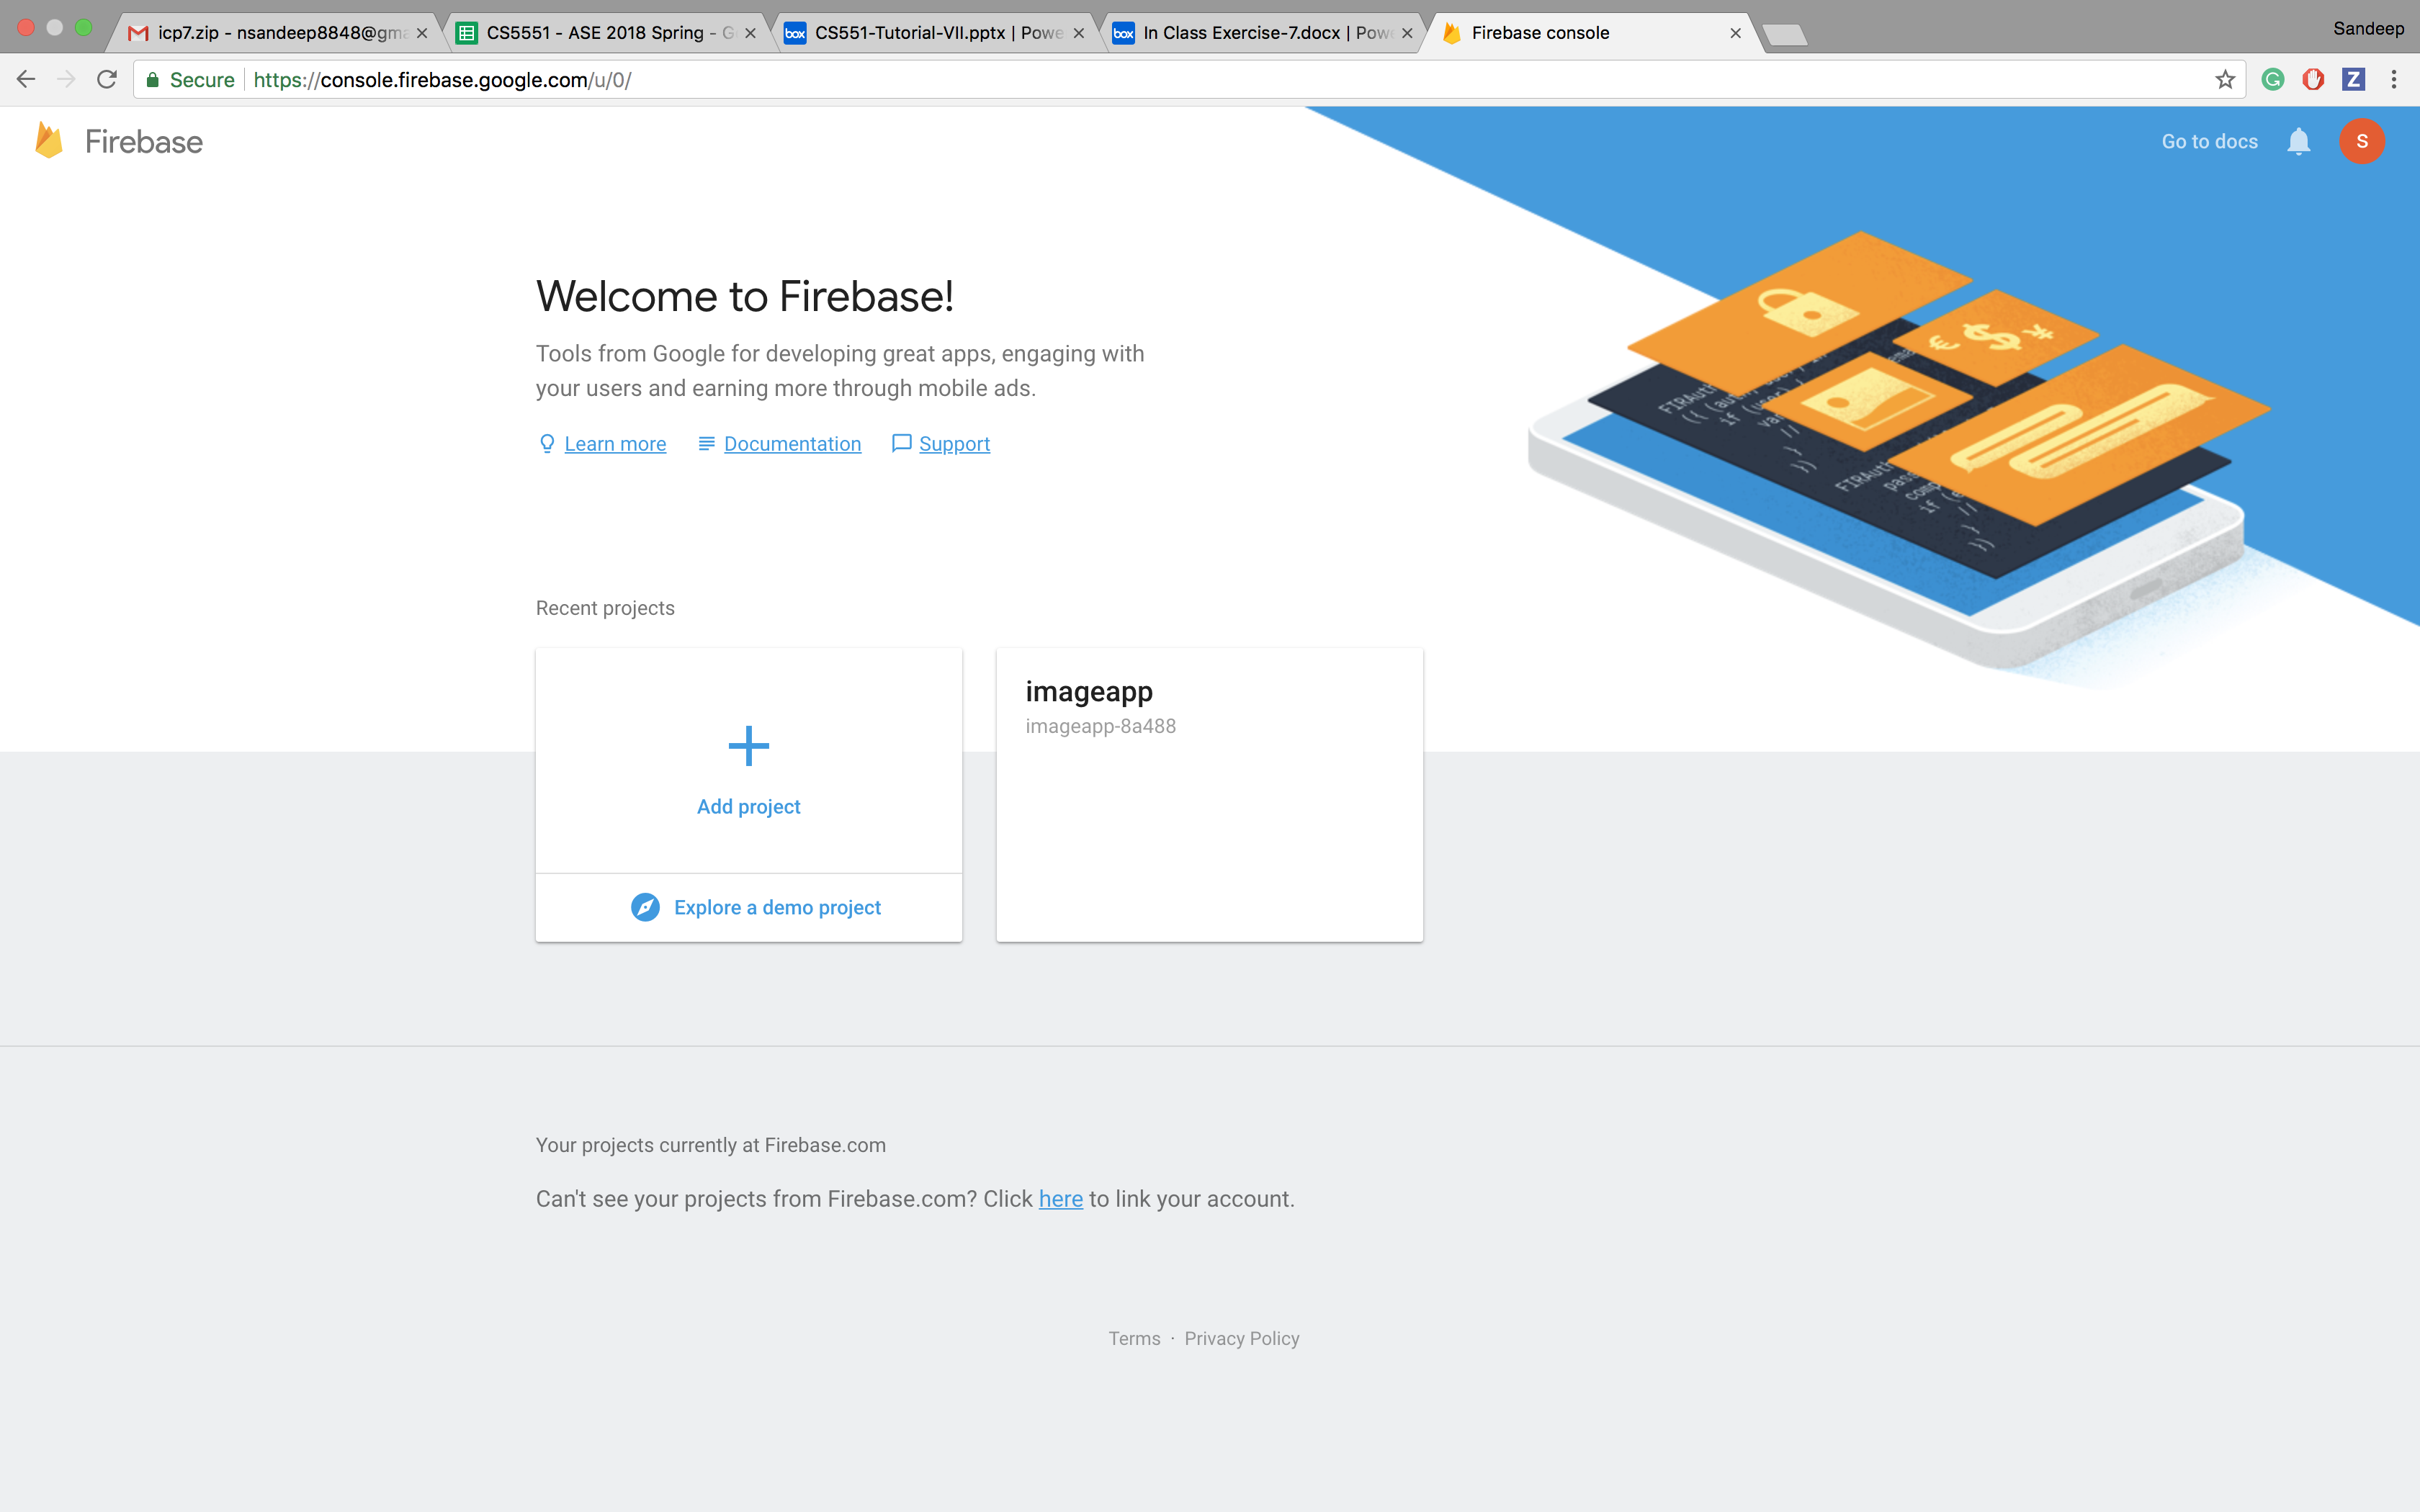 icp7.zip - nsandeep8848@gma
CS5551 - ASE 2018 Spring - G
box CS551-Tutorial-VII.pptx | Powe
box In Class Exercise-7.docx | Pow
Firebase console
Sandeep
Secure https://console.firebase.google.com/u/0/
G
Z
Firebase
Go to docs
S
Welcome to Firebase!
Tools from Google for developing great apps, engaging with
your users and earning more through mobile ads.
Learn more
Documentation
Support
FIRAuth
Recent projects
Add project
Explore a demo project
imageapp
imageapp-8a488
Your projects currently at Firebase.com
Can't see your projects from Firebase.com? Click here to link your account.
Terms · Privacy Policy